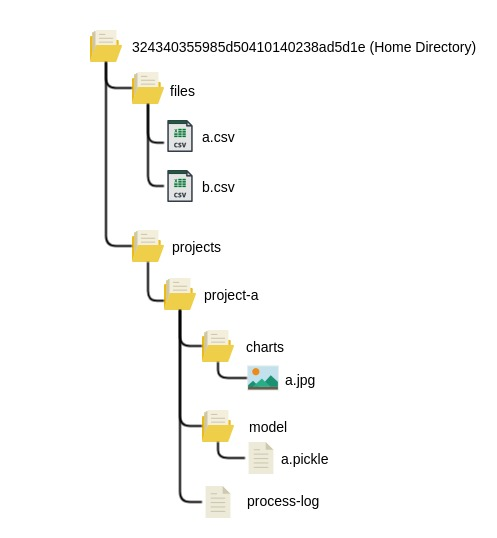 324340355985d50410140238ad5d1e (Home Directory)
files
CSV
a.csv
CSV
b.csv
projects
project-a
charts
a.jpg
model
a.pickle
process-log